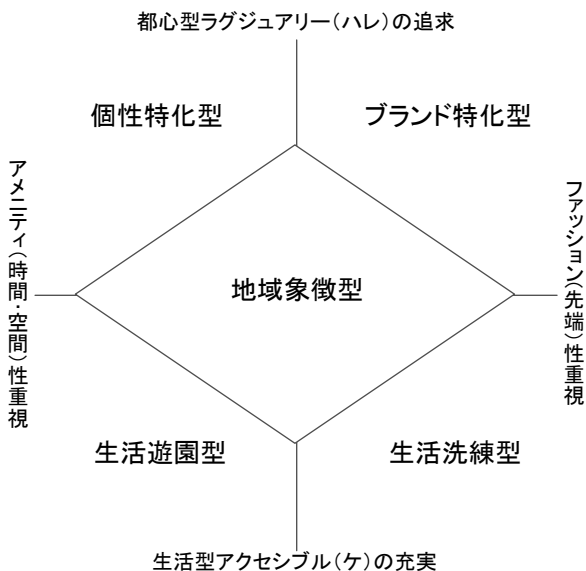 都心型ラグジュアリー(ハレ)の追求
個性特化型
ブランド特化型
アメニティ(時間・空間)性重視
ファッション(先端)性重視
地域象徴型
生活遊園型
生活洗練型
生活型アクセシブル(ケ)の充実